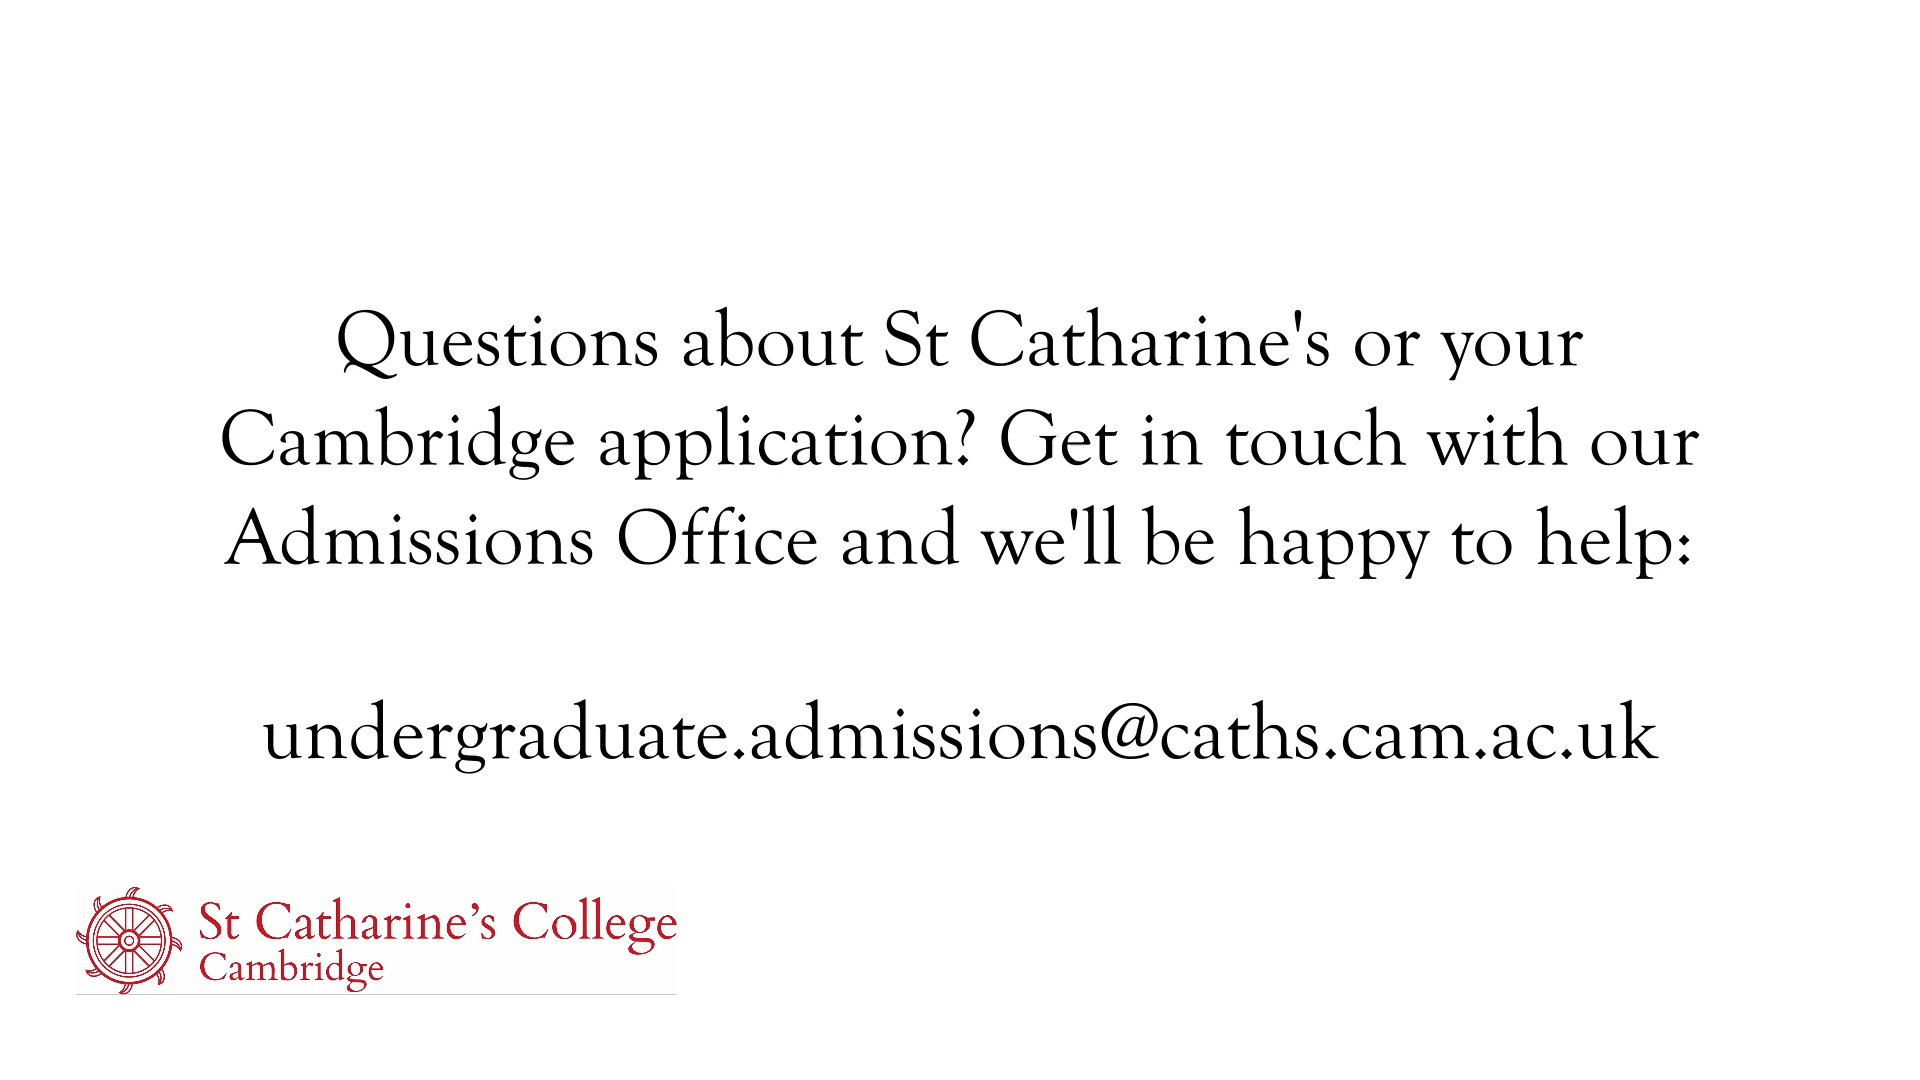 Questions about St Catharine's or your
Cambridge application? Get in touch with our
Admissions Office and we'll be happy to help:
undergraduate.admissions@caths.cam.ac.uk
St Catharine’s College
Cambridge